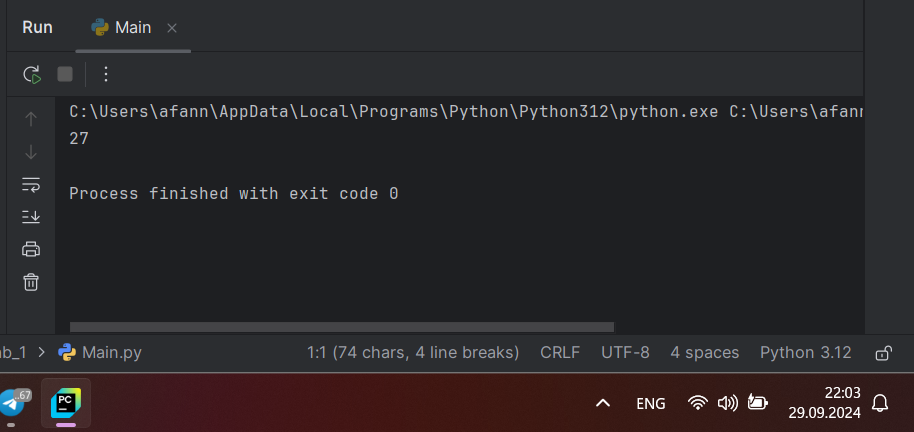 Run Main
C:\Users\afann\AppData\Local\Programs\Python\Python312\python.exe C:\Users\afann
27
Process finished with exit code 0
ab_1 > Main.py 1:1 (74 chars, 4 line breaks) CRLF UTF-8 4 spaces Python 3.12
..67 PC ENG 22:03
29.09.2024